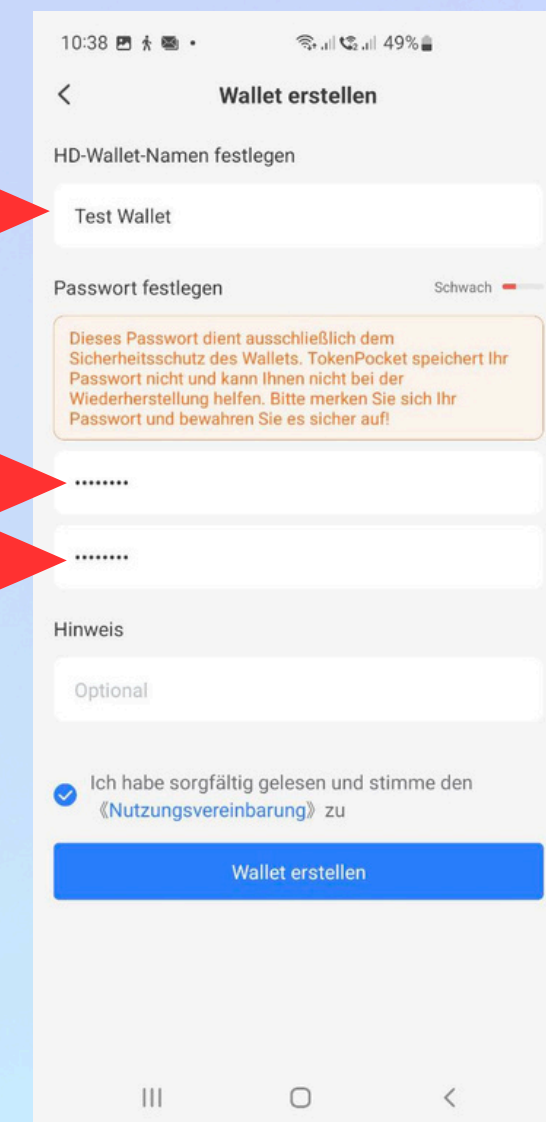 10:38
49%
Wallet erstellen
HD-Wallet-Namen festlegen
Test Wallet
Passwort festlegen
Schwach
Dieses Passwort dient ausschließlich dem
Sicherheitsschutz des Wallets. TokenPocket speichert Ihr
Passwort nicht und kann Ihnen nicht bei der
Wiederherstellung helfen. Bitte merken Sie sich Ihr
Passwort und bewahren Sie es sicher auf!
••••••••
••••••••
Hinweis
Optional
Ich habe sorgfältig gelesen und stimme den
《Nutzungsvereinbarung》 zu
Wallet erstellen